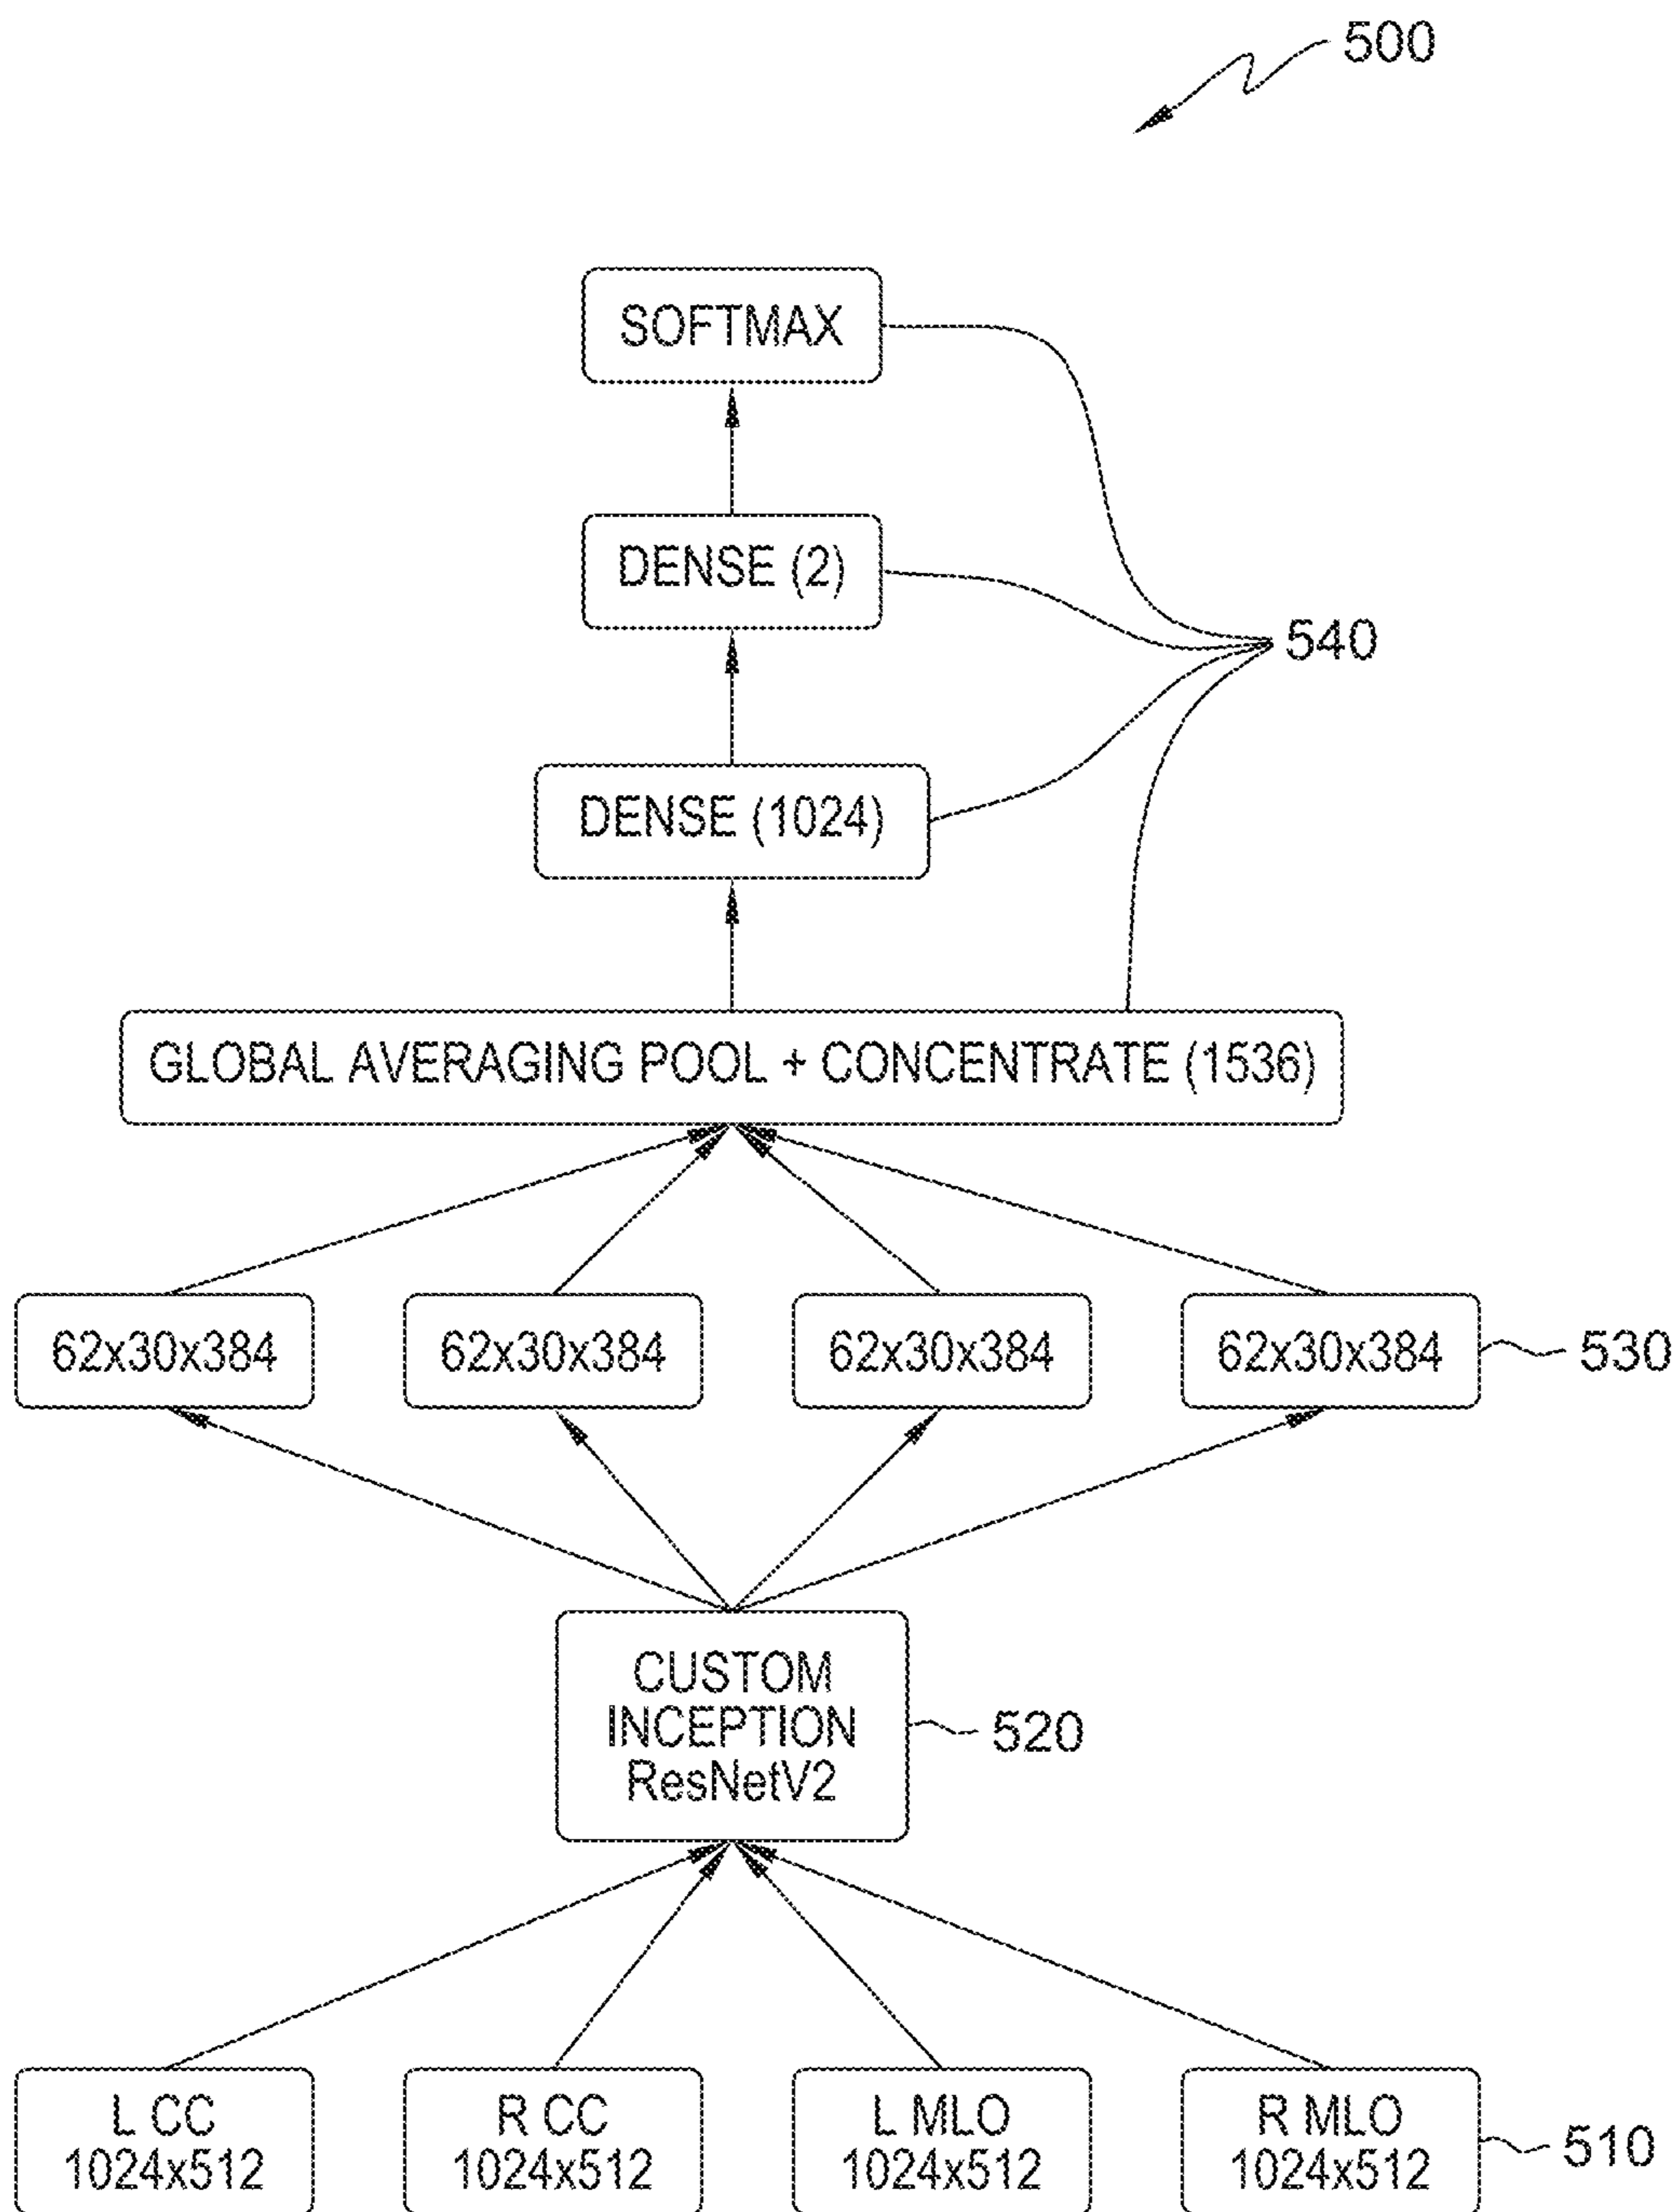 500
SOFTMAX
DENSE (2)
540
DENSE (1024)
GLOBAL AVERAGING POOL + CONCENTRATE (1536)
62x30x384
62x30x384
62x30x384
62x30x384
530
CUSTOM
INCEPTION
ResNetV2
520
L CC
1024x512
R CC
1024x512
L MLO
1024x512
R MLO
1024x512
510